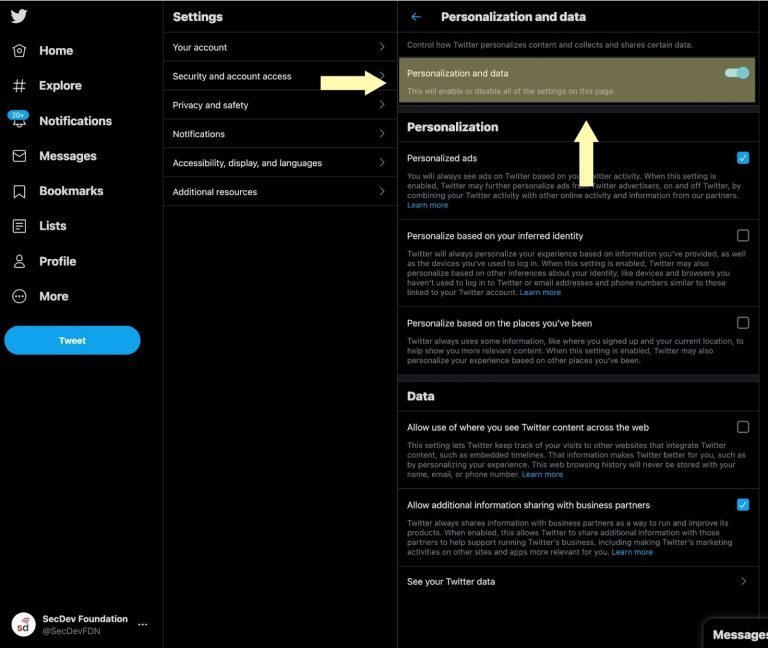 Home
Explore
20+
Notifications
Messages
Bookmarks
Lists
Profile
More
Tweet
sd
SecDev Foundation
@SecDevFDN
Settings
Your account
Security and account access
Privacy and safety
Notifications
Accessibility, display, and languages
Additional resources
Personalization and data
Control how Twitter personalizes content and collects and shares certain data.
Personalization and data
This will enable or disable all of the settings on this page.
Personalization
Personalized ads
You will always see ads on Twitter based on your Twitter activity. When this setting is
enabled, Twitter may further personalize ads from Twitter advertisers, on and off Twitter, by
combining your Twitter activity with other online activity and information from our partners.
Learn more
Personalize based on your inferred identity
Twitter will always personalize your experience based on information you've provided, as well
as the devices you've used to log in. When this setting is enabled, Twitter may also
personalize based on other inferences about your identity, like devices and browsers you
haven't used to log in to Twitter or email addresses and phone numbers similar to those
linked to your Twitter account. Learn more
Personalize based on the places you've been
Twitter always uses some information, like where you signed up and your current location, to
help show you more relevant content. When this setting is enabled, Twitter may also
personalize your experience based on other places you've been.
Data
Allow use of where you see Twitter content across the web
This setting lets Twitter keep track of your visits to other websites that integrate Twitter
content, such as embedded timelines. That information makes Twitter better for you, such as
by personalizing your experience. This web browsing history will never be stored with your
name, email, or phone number. Learn more
Allow additional information sharing with business partners
Twitter always shares information with business partners as a way to run and improve its
products. When enabled, this allows Twitter to share additional information with those
partners to help support running Twitter's business, including making Twitter's marketing
activities on other sites and apps more relevant for you. Learn more
See your Twitter data
Messages